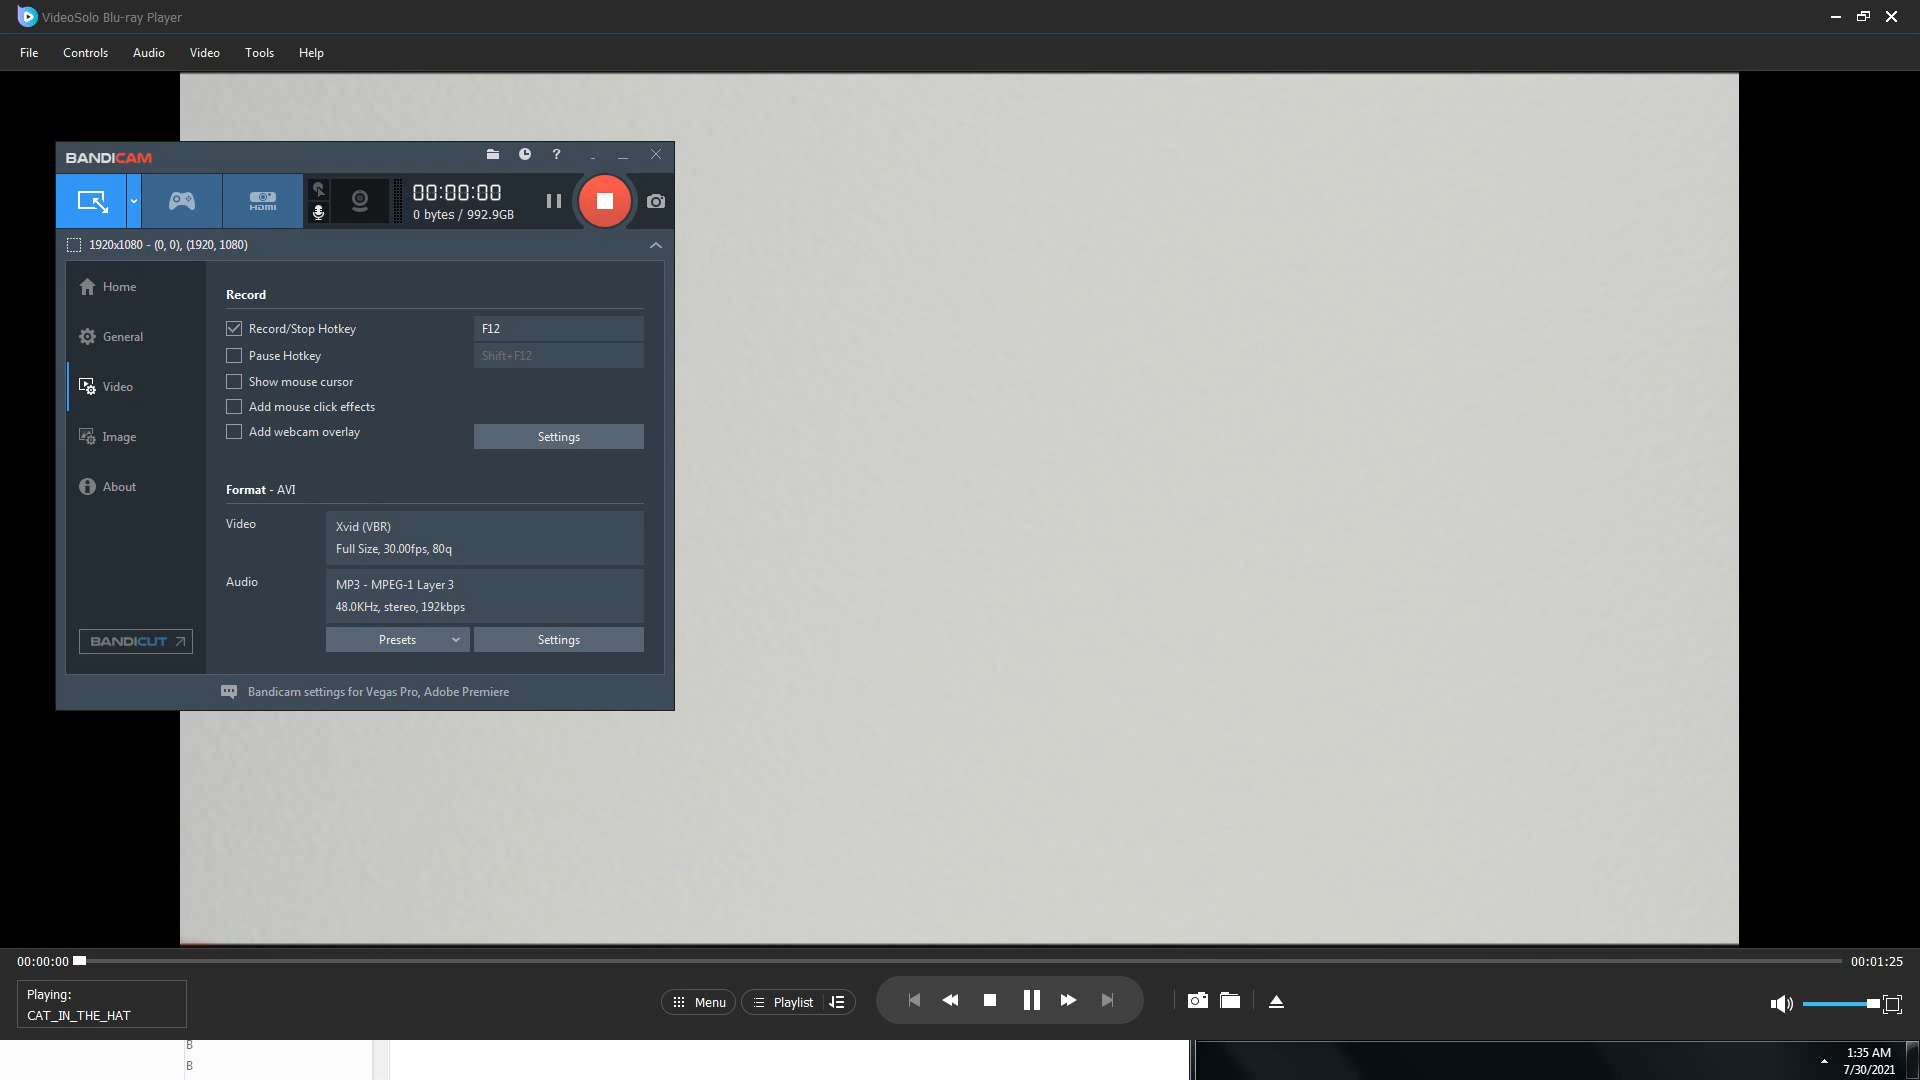 VideoSolo Blu-ray Player
File Controls Audio Video Tools Help
BANDICAM
?
HDMI
00:00:00
0 bytes / 992.9GB
1920x1080 - (0, 0), (1920, 1080)
Home
General
Video
Image
About
BANDICUT
Record
Record/Stop Hotkey F12
Pause Hotkey Shift+F12
Show mouse cursor
Add mouse click effects
Add webcam overlay
Settings
Format - AVI
Video
Xvid (VBR)
Full Size, 30.00fps, 80q
Audio
MP3 - MPEG-1 Layer 3
48.0KHz, stereo, 192kbps
Presets Settings
Bandicam settings for Vegas Pro, Adobe Premiere
00:00:00 00:01:25
Playing:
CAT_IN_THE_HAT
Menu Playlist
B
B
1:35 AM
7/30/2021